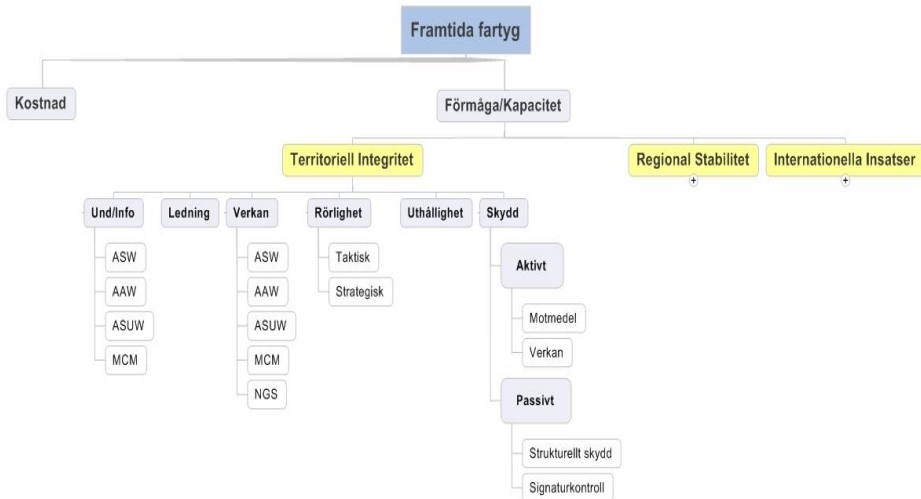 Framtida fartyg
Kostnad
Förmåga/Kapacitet
Territoriell Integritet
Regional Stabilitet
Internationella Insatser
+
+
Und/Info
Ledning
Verkan
Rörlighet
Uthållighet
Skydd
ASW
AAW
ASUW
MCM
ASW
AAW
ASUW
MCM
NGS
Taktisk
Strategisk
Aktivt
Motmedel
Verkan
Passivt
Strukturellt skydd
Signaturkontroll